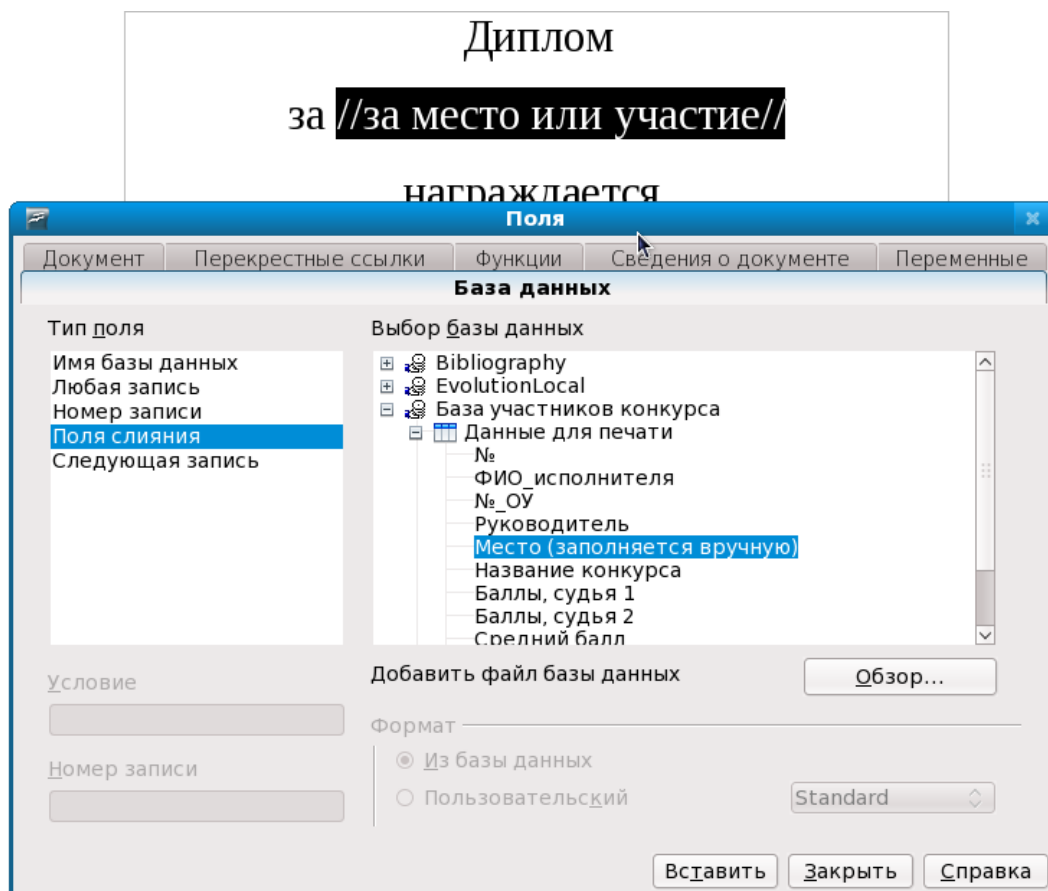 Диплом
за //за место или участие//
награждается
Поля
Документ Перекрестные ссылки Функции Сведения о документе Переменные
База данных
Тип поля
Выбор базы данных
Имя базы данных
Любая запись
Номер записи
Поля слияния
Следующая запись
Bibliography
EvolutionLocal
База участников конкурса
Данные для печати
№
ФИО_исполнителя
№_ОУ
Руководитель
Место (заполняется вручную)
Название конкурса
Баллы, судья 1
Баллы, судья 2
Средний балл
Условие
Добавить файл базы данных
Обзор...
Формат
Номер записи
Из базы данных
Пользовательский
Standard
Вставить Закрыть Справка